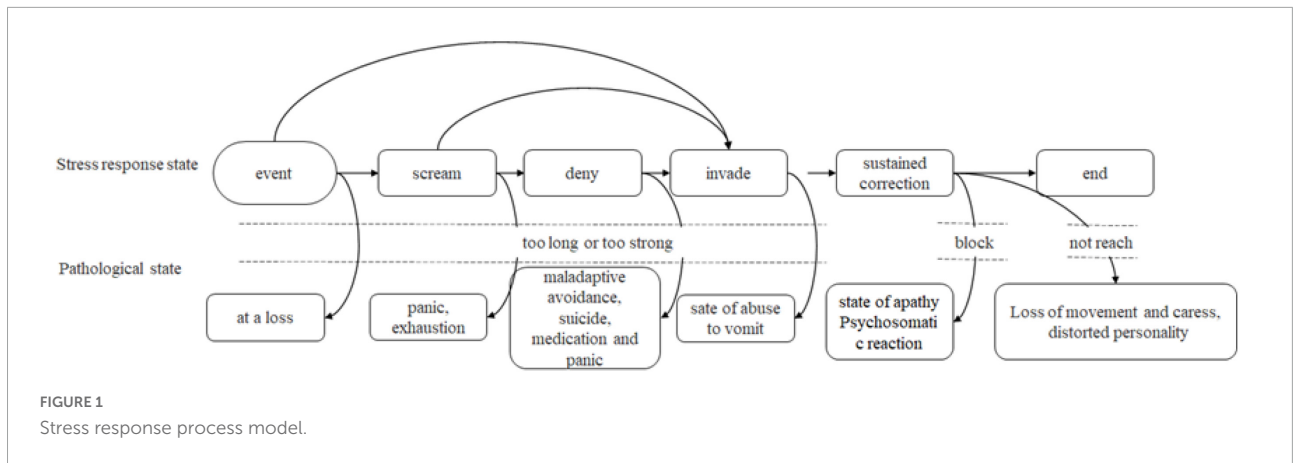 Stress response state
event
scream
deny
invade
sustained
correction
end
too long or too strong
block
not reach
Pathological state
at a loss
panic,
exhaustion
maladaptive
avoidance,
suicide,
medication and
panic
sate of abuse
to vomit
state of apathy
Psychosomati
c reaction
Loss of movement and caress,
distorted personality
FIGURE 1
Stress response process model.